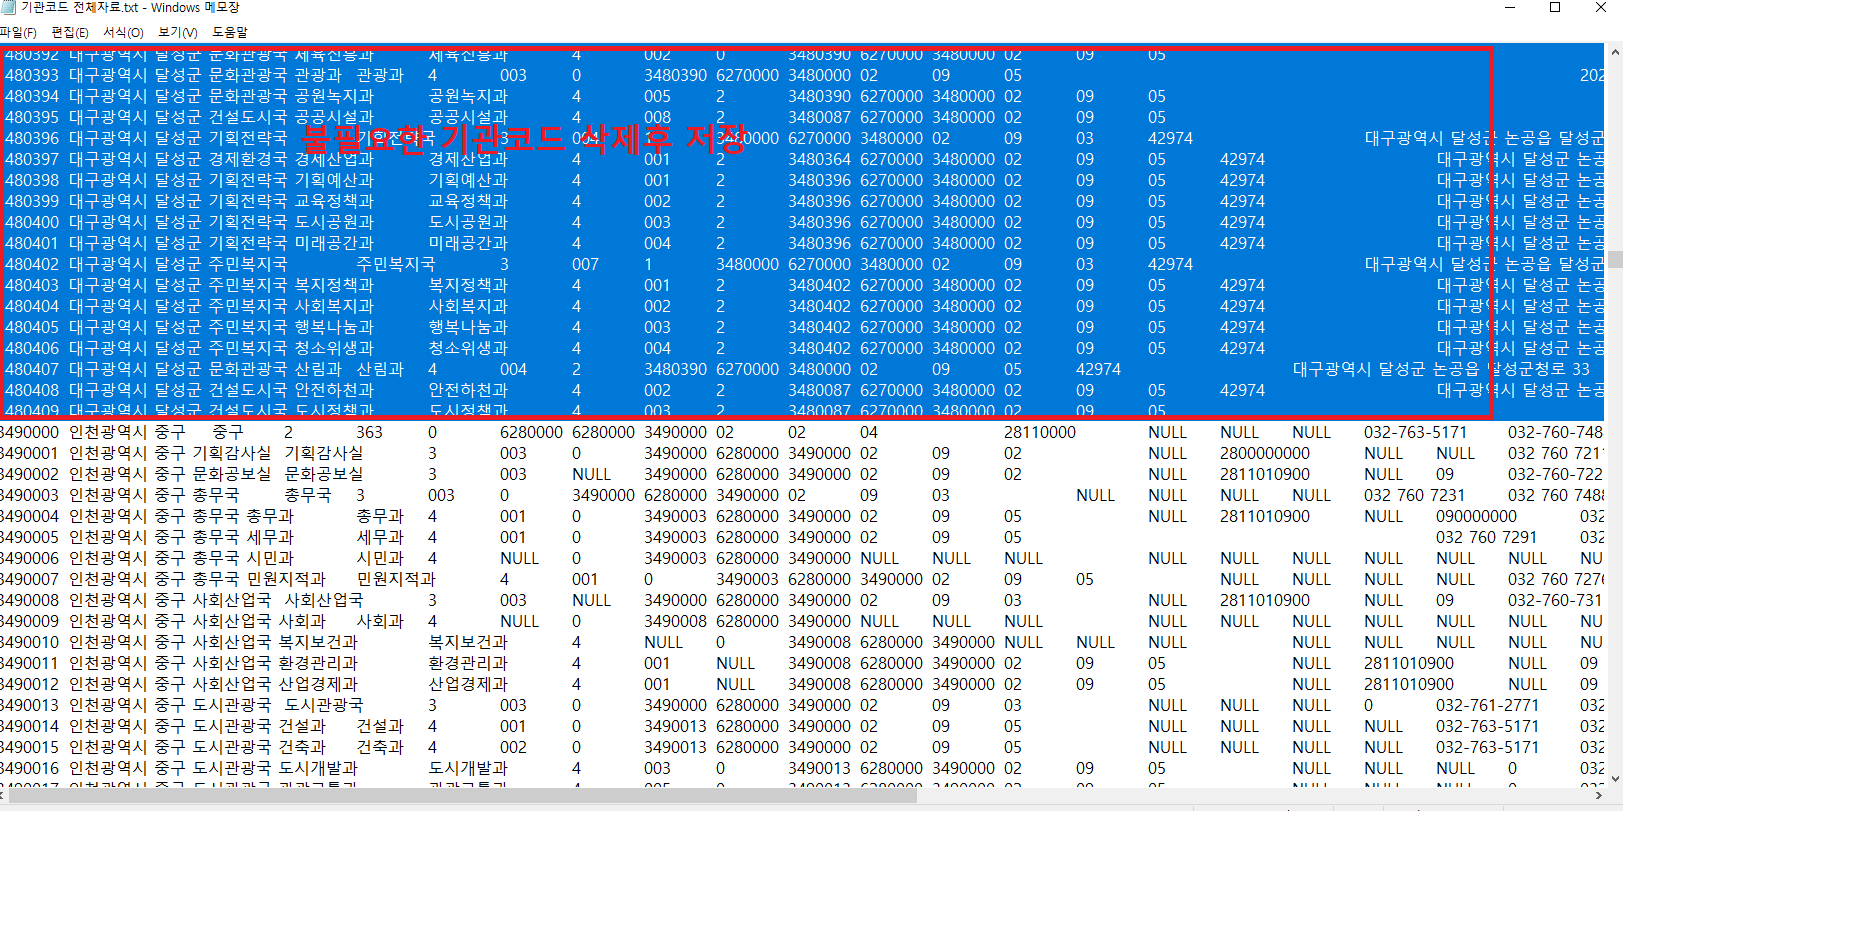 기관코드 전체자료.txt - Windows 메모장
파일(F) 편집(E) 서식(O) 보기(V) 도움말
480392 대구광역시 달성군 문화관광국 체육진흥과 체육진흥과 4 002 0 3480390 6270000 3480000 02 09 05
480393 대구광역시 달성군 문화관광국 관광과 관광과 4 003 0 3480390 6270000 3480000 02 09 05 202
480394 대구광역시 달성군 문화관광국 공원녹지과 공원녹지과 4 005 2 3480390 6270000 3480000 02 09 05
480395 대구광역시 달성군 건설도시국 공공시설과 공공시설과 4 008 2 3480087 6270000 3480000 02 09 05
불필요한 기관코드 삭제후 저장
480396 대구광역시 달성군 기획전략국 기획전략국 3 004 3480000 6270000 3480000 02 09 03 42974 대구광역시 달성군 논공읍 달성군
480397 대구광역시 달성군 경제환경국 경제산업과 경제산업과 4 001 2 3480364 6270000 3480000 02 09 05 42974 대구광역시 달성군 논공
480398 대구광역시 달성군 기획전략국 기획예산과 기획예산과 4 001 2 3480396 6270000 3480000 02 09 05 42974 대구광역시 달성군 논공
480399 대구광역시 달성군 기획전략국 교육정책과 교육정책과 4 002 2 3480396 6270000 3480000 02 09 05 42974 대구광역시 달성군 논공
480400 대구광역시 달성군 기획전략국 도시공원과 도시공원과 4 003 2 3480396 6270000 3480000 02 09 05 42974 대구광역시 달성군 논공
480401 대구광역시 달성군 기획전략국 미래공간과 미래공간과 4 004 2 3480396 6270000 3480000 02 09 05 42974 대구광역시 달성군 논공
480402 대구광역시 달성군 주민복지국 주민복지국 3 007 1 3480000 6270000 3480000 02 09 03 42974 대구광역시 달성군 논공읍 달성군
480403 대구광역시 달성군 주민복지국 복지정책과 복지정책과 4 001 2 3480402 6270000 3480000 02 09 05 42974 대구광역시 달성군 논공
480404 대구광역시 달성군 주민복지국 사회복지과 사회복지과 4 002 2 3480402 6270000 3480000 02 09 05 42974 대구광역시 달성군 논공
480405 대구광역시 달성군 주민복지국 행복나눔과 행복나눔과 4 003 2 3480402 6270000 3480000 02 09 05 42974 대구광역시 달성군 논공
480406 대구광역시 달성군 주민복지국 청소위생과 청소위생과 4 004 2 3480402 6270000 3480000 02 09 05 대구광역시 달성군 논공
480407 대구광역시 달성군 문화관광국 산림과 산림과 4 004 2 3480390 6270000 3480000 02 09 05 42974 대구광역시 달성군 논공읍 달성군청로 33
480408 대구광역시 달성군 건설도시국 안전하천과 안전하천과 4 002 2 3480087 6270000 3480000 02 09 05 42974 대구광역시 달성군 논공
480409 대구광역시 달성군 건설도시국 도시정책과 도시정책과 4 003 2 3480087 6270000 3480000 02 09 05
3490000 인천광역시 중구 중구 2 363 0 6280000 6280000 3490000 02 02 04 28110000 NULL NULL NULL 032-763-5171 032-760-748
3490001 인천광역시 중구 기획감사실 기획감사실 3 003 0 3490000 6280000 3490000 02 09 02 NULL 2800000000 NULL NULL 032 760 721
3490002 인천광역시 중구 문화공보실 문화공보실 3 003 NULL 3490000 6280000 3490000 02 09 02 NULL 2811010900 NULL 09 032-760-722
3490003 인천광역시 중구 총무국 총무국 3 003 0 3490000 6280000 3490000 02 09 03 NULL NULL NULL NULL 032 760 7231 032 760 748
3490004 인천광역시 중구 총무국 총무과 총무과 4 001 0 3490003 6280000 3490000 02 09 05 NULL 2811010900 NULL 090000000 032
3490005 인천광역시 중구 총무국 세무과 세무과 4 001 0 3490003 6280000 3490000 02 09 05 032 760 7291 032
3490006 인천광역시 중구 총무국 시민과 시민과 4 NULL 0 3490003 6280000 3490000 NULL NULL NULL NULL NULL NULL NULL NULL NULL NU
3490007 인천광역시 중구 총무국 민원지적과 민원지적과 4 001 0 3490003 6280000 3490000 02 09 05 NULL NULL NULL NULL 032 760 7276
3490008 인천광역시 중구 사회산업국 사회산업국 3 003 NULL 3490000 6280000 3490000 02 09 03 NULL 2811010900 NULL 09 032-760-731
3490009 인천광역시 중구 사회산업국 사회과 사회과 4 NULL 0 3490008 6280000 3490000 NULL NULL NULL NULL NULL NULL NULL NULL NULL NU
3490010 인천광역시 중구 사회산업국 복지보건과 복지보건과 4 NULL 0 3490008 6280000 3490000 NULL NULL NULL NULL NULL NULL NULL NU
3490011 인천광역시 중구 사회산업국 환경관리과 환경관리과 4 001 NULL 3490008 6280000 3490000 02 09 05 NULL 2811010900 NULL 09
3490012 인천광역시 중구 사회산업국 산업경제과 산업경제과 4 001 NULL 3490008 6280000 3490000 02 09 05 NULL 2811010900 NULL 09
3490013 인천광역시 중구 도시관광국 도시관광국 3 003 0 3490000 6280000 3490000 02 09 03 NULL NULL NULL 0 032-761-2771 032
3490014 인천광역시 중구 도시관광국 건설과 건설과 4 001 0 3490013 6280000 3490000 02 09 05 NULL NULL NULL NULL 032-763-5171 032
3490015 인천광역시 중구 도시관광국 건축과 건축과 4 002 0 3490013 6280000 3490000 02 09 05 NULL NULL NULL NULL 032-763-5171 032
3490016 인천광역시 중구 도시관광국 도시개발과 도시개발과 4 003 0 3490013 6280000 3490000 02 09 05 NULL NULL NULL 0 032